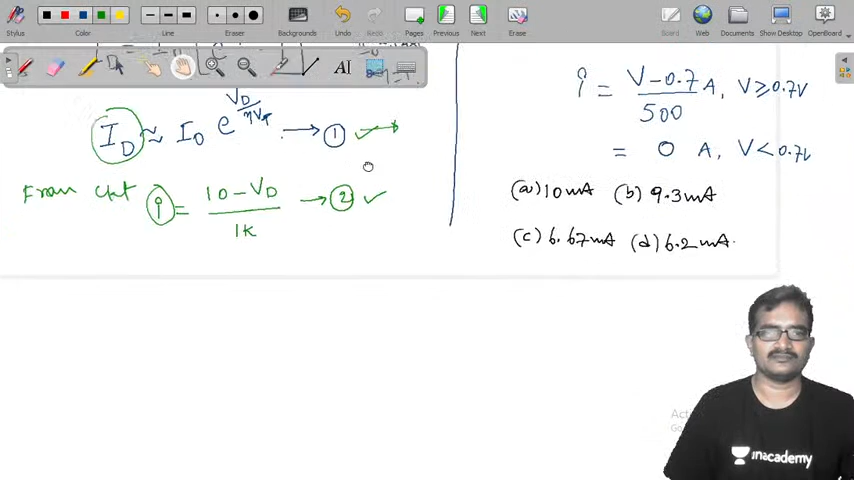 Stylus
Color
Line
Eraser
Backgrounds
Undo
Redo
Pages
Previous
Next
Erase
Board
Web
Documents
Show Desktop
OpenBoard
I_D ≈ I_0 e^{V_D/ηV_T} → ①
From Ckt i = (10 - V_D)/1K → ②
i = (V - 0.7)/500 A, V ≥ 0.7V
= 0 A, V < 0.7V
(a) 10mA (b) 9.3mA
(c) 6.67mA (d) 6.2mA.
unacademy